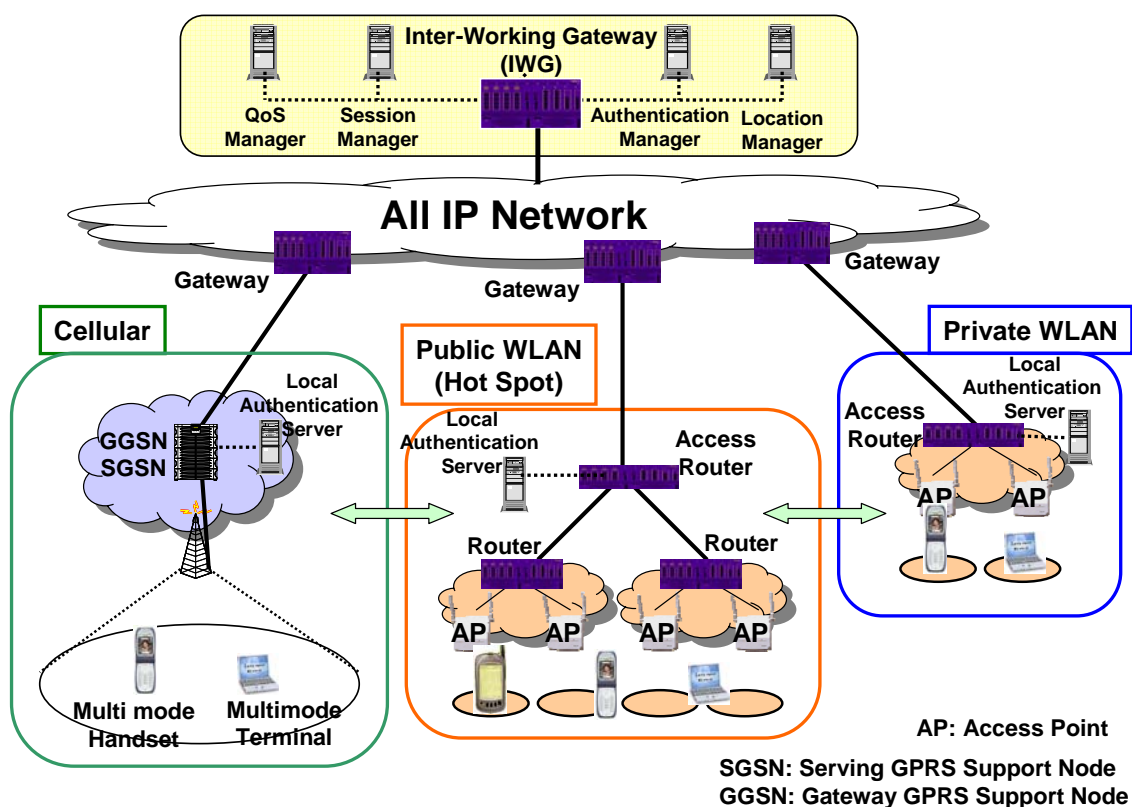 Inter-Working Gateway
(IWG)
QoS
Manager
Session
Manager
Authentication
Manager
Location
Manager
All IP Network
Gateway
Gateway
Gateway
Cellular
Public WLAN
(Hot Spot)
Private WLAN
Local
Authentication
Server
GGSN
SGSN
Local
Authentication
Server
Access
Router
Local
Authentication
Server
Access
Router
AP
AP
Router
Router
AP
AP
AP
AP
Multi mode
Handset
Multimode
Terminal
AP: Access Point
SGSN: Serving GPRS Support Node
GGSN: Gateway GPRS Support Node